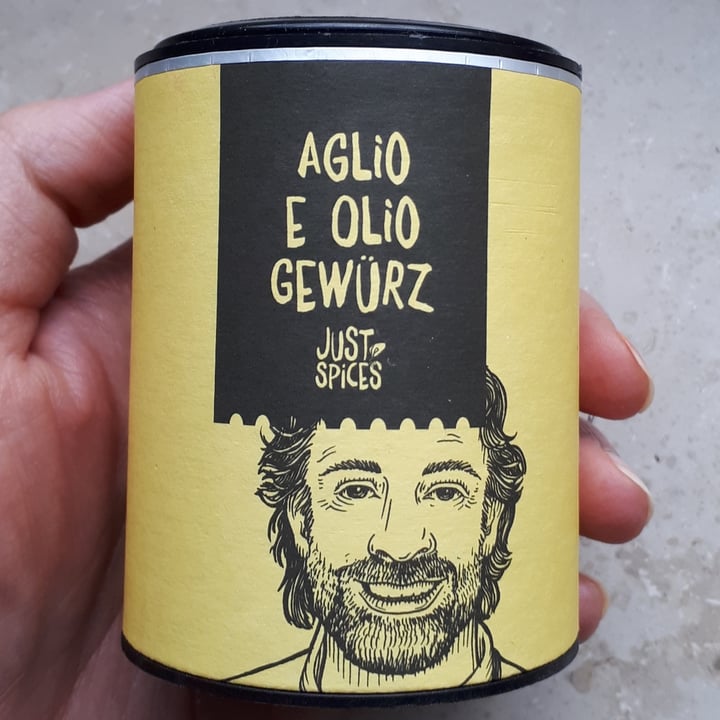 AGLiO
E OLiO
GEWÜRZ
JUST
SPiCES